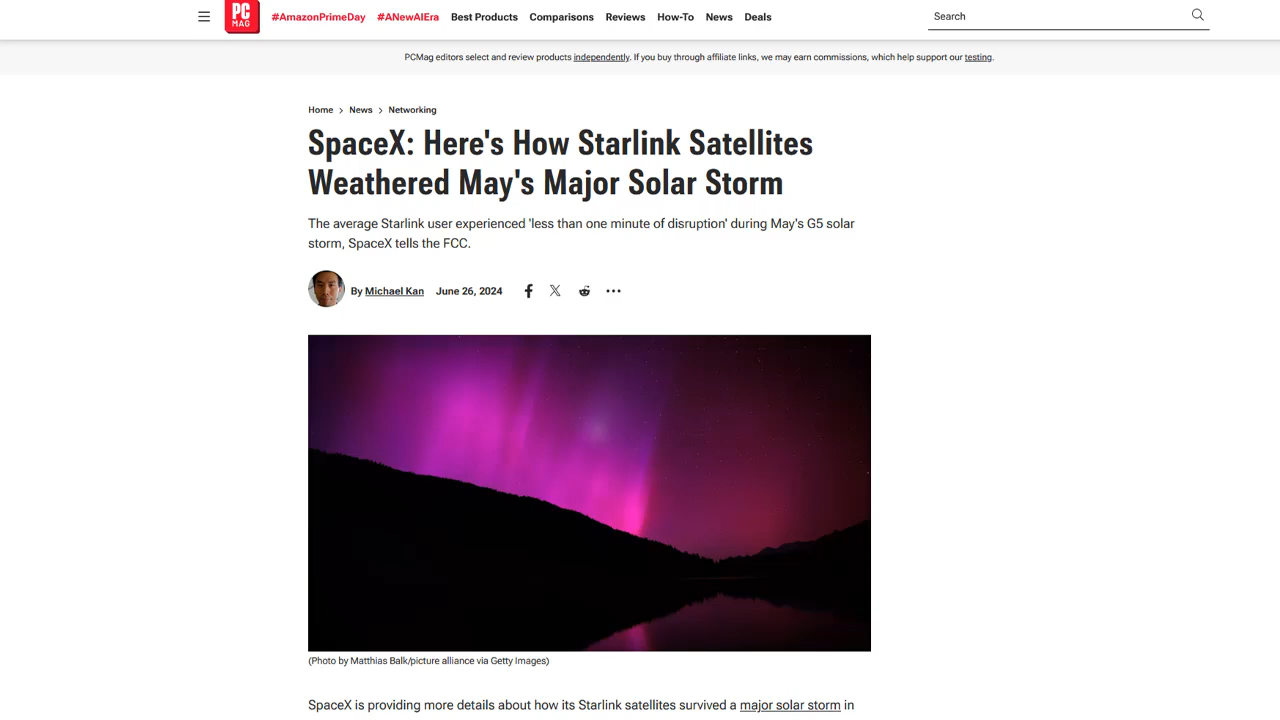 PC
MAG
#AmazonPrimeDay #ANewAIEra Best Products Comparisons Reviews How-To News Deals
Search
PCMag editors select and review products independently. If you buy through affiliate links, we may earn commissions, which help support our testing.
Home > News > Networking
SpaceX: Here's How Starlink Satellites
Weathered May's Major Solar Storm
The average Starlink user experienced 'less than one minute of disruption' during May's G5 solar
storm, SpaceX tells the FCC.
By Michael Kan June 26, 2024
(Photo by Matthias Balk/picture alliance via Getty Images)
SpaceX is providing more details about how its Starlink satellites survived a major solar storm in